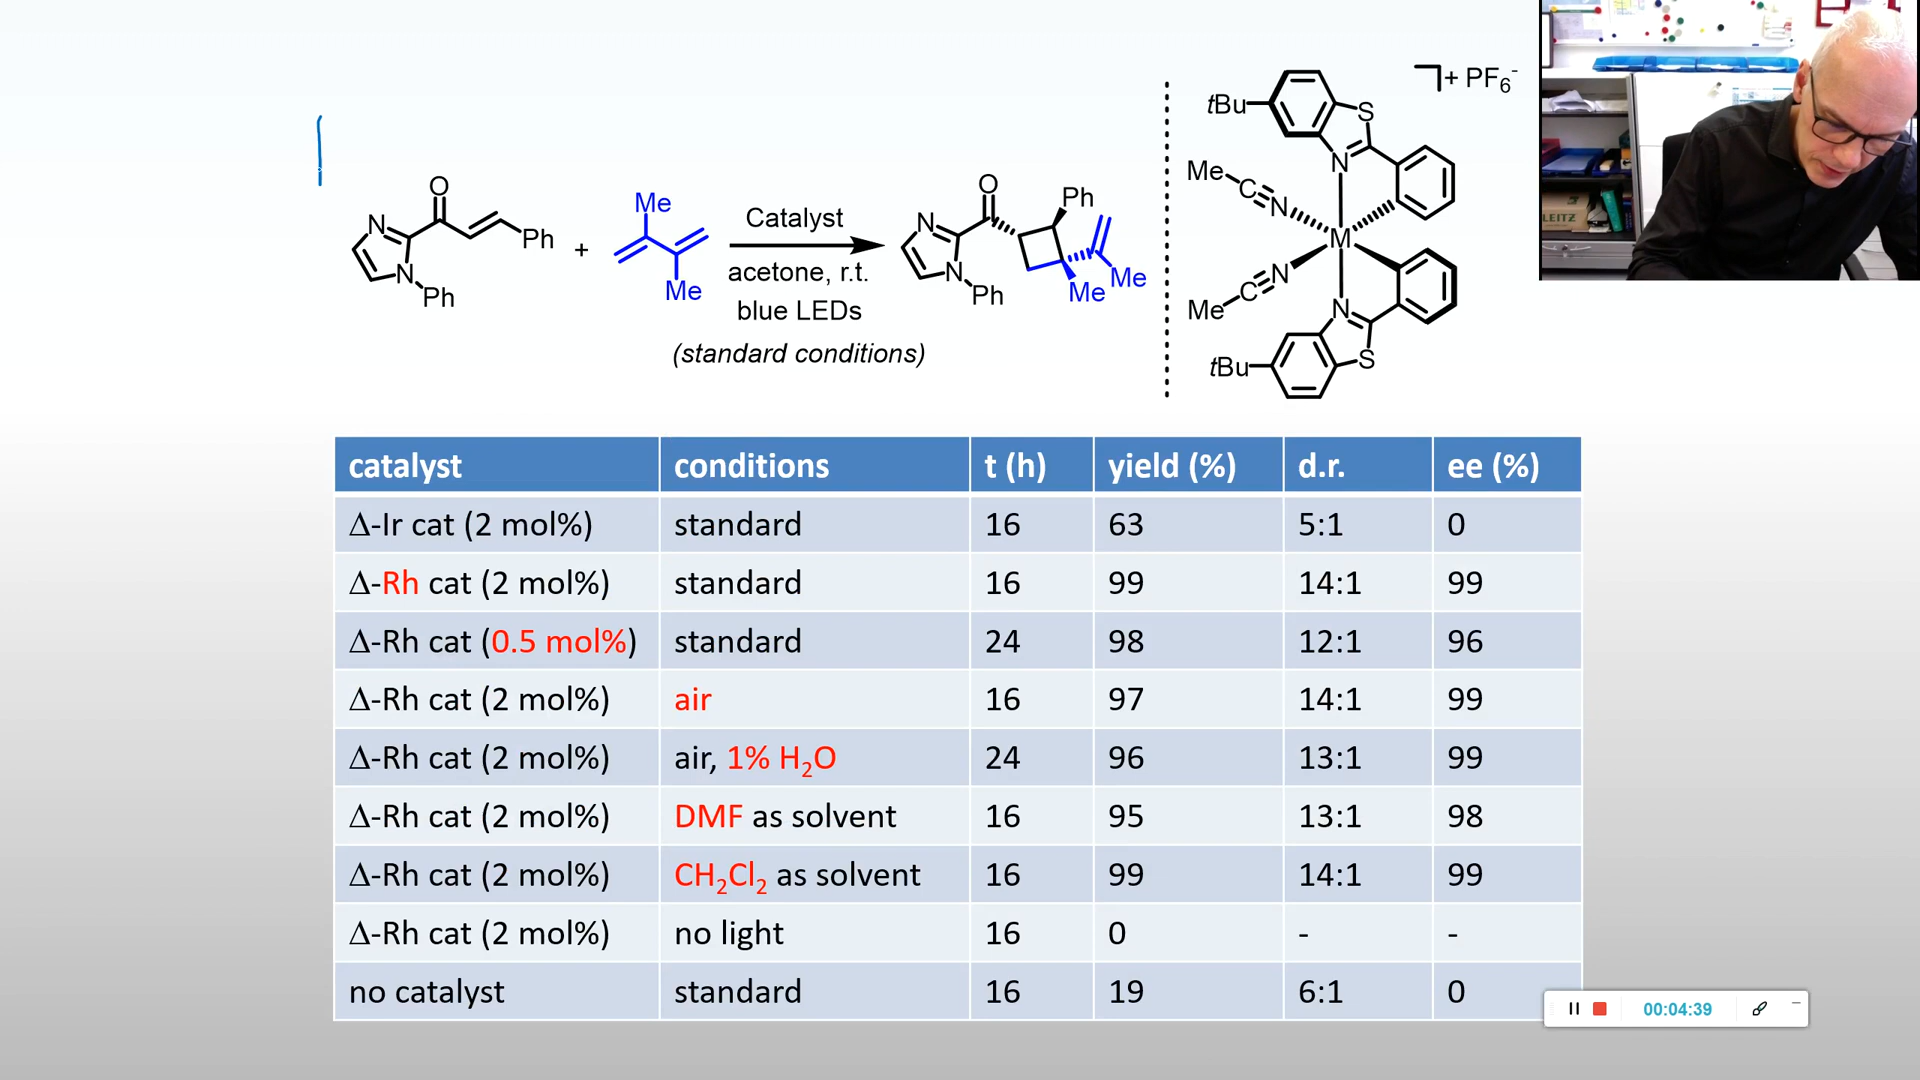 ] + PF6-
tBu
S
N
Me
C
N
M
N
C
Me
N
S
tBu
O
N
N
Ph
Ph
+
Me
Me
Catalyst
acetone, r.t.
blue LEDs
(standard conditions)
O
N
N
Ph
Ph
Me
Me
catalyst conditions t (h) yield (%) d.r. ee (%)
Δ-Ir cat (2 mol%) standard 16 63 5:1 0
Δ-Rh cat (2 mol%) standard 16 99 14:1 99
Δ-Rh cat (0.5 mol%) standard 24 98 12:1 96
Δ-Rh cat (2 mol%) air 16 97 14:1 99
Δ-Rh cat (2 mol%) air, 1% H2O 24 96 13:1 99
Δ-Rh cat (2 mol%) DMF as solvent 16 95 13:1 98
Δ-Rh cat (2 mol%) CH2Cl2 as solvent 16 99 14:1 99
Δ-Rh cat (2 mol%) no light 16 0 - -
no catalyst standard 16 19 6:1 0
LEITZ
00:04:39